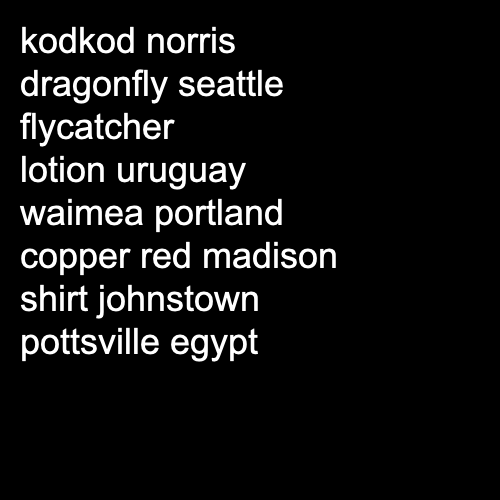 kodkod norris
dragonfly seattle
flycatcher
lotion uruguay
waimea portland
copper red madison
shirt johnstown
pottsville egypt